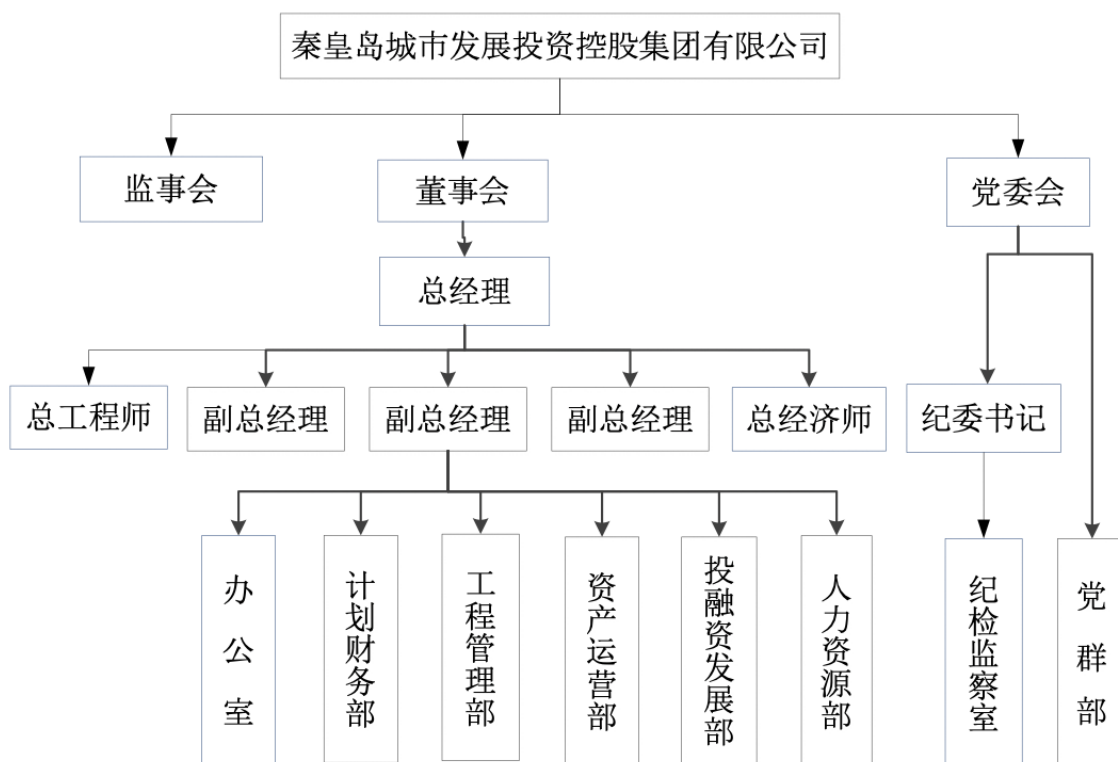 秦皇岛城市发展投资控股集团有限公司
监事会
董事会
党委会
总经理
总工程师
副总经理
副总经理
副总经理
总经济师
纪委书记
办公室
计划财务部
工程管理部
资产运营部
投融资发展部
人力资源部
纪检监察室
党群部